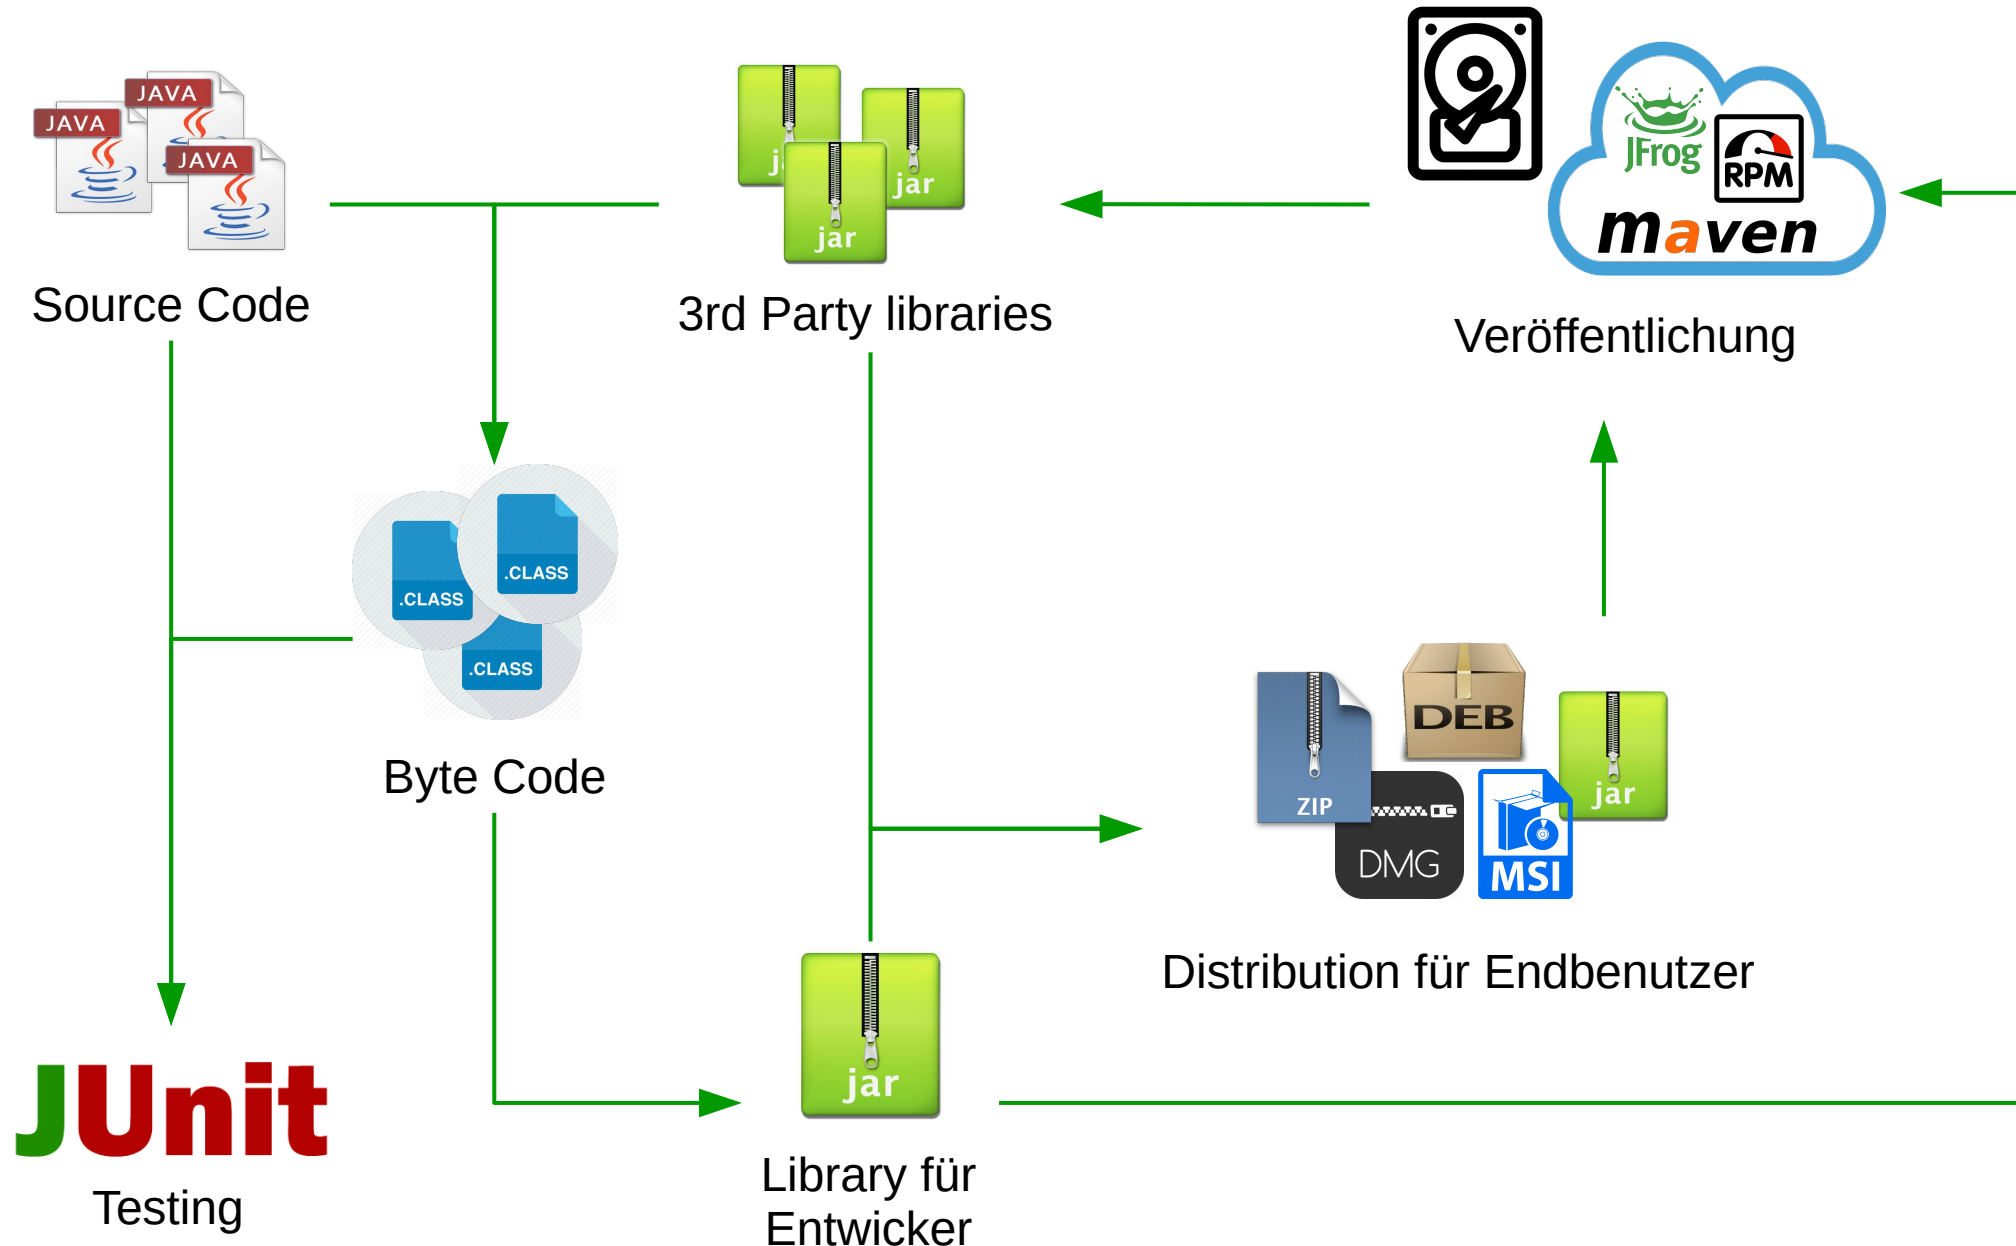 JAVA
JAVA
JAVA
Source Code
jar
jar
3rd Party libraries
JFrog
RPM
maven
Veröffentlichung
.CLASS
.CLASS
.CLASS
Byte Code
ZIP
DEB
jar
DMG
MSI
Distribution für Endbenutzer
JUnit
Testing
jar
Library für
Entwicker